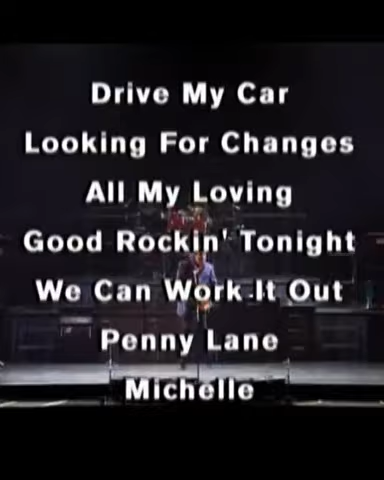 Drive My Car
Looking For Changes
All My Loving
Good Rockin' Tonight
We Can Work It Out
Penny Lane
Michelle